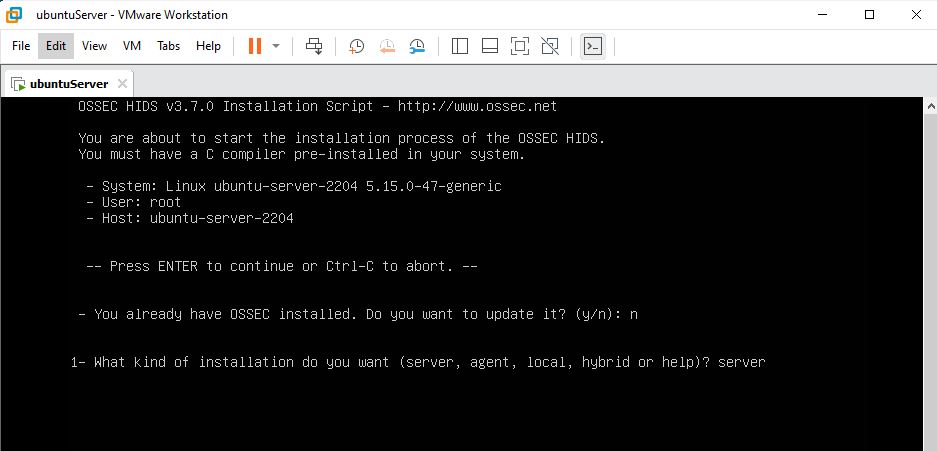 ubuntuServer - VMware Workstation
File Edit View VM Tabs Help
ubuntuServer
OSSEC HIDS v3.7.0 Installation Script - http://www.ossec.net
You are about to start the installation process of the OSSEC HIDS.
You must have a C compiler pre-installed in your system.
- System: Linux ubuntu-server-2204 5.15.0-47-generic
- User: root
- Host: ubuntu-server-2204
-- Press ENTER to continue or Ctrl-C to abort. --
- You already have OSSEC installed. Do you want to update it? (y/n): n
1- What kind of installation do you want (server, agent, local, hybrid or help)? server